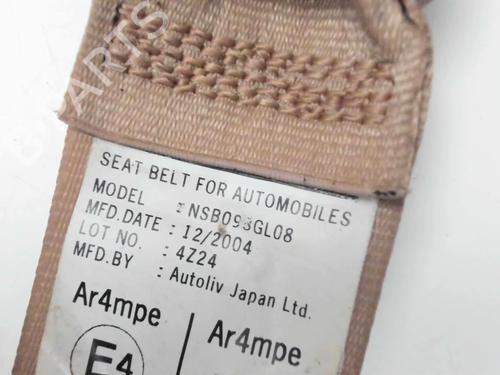 SEAT BELT FOR AUTOMOBILES
MODEL : NSB093GL08
MFD.DATE : 12/2004
LOT NO. : 4Z24
MFD.BY : Autoliv Japan Ltd.
Ar4mpe Ar4mpe
E4